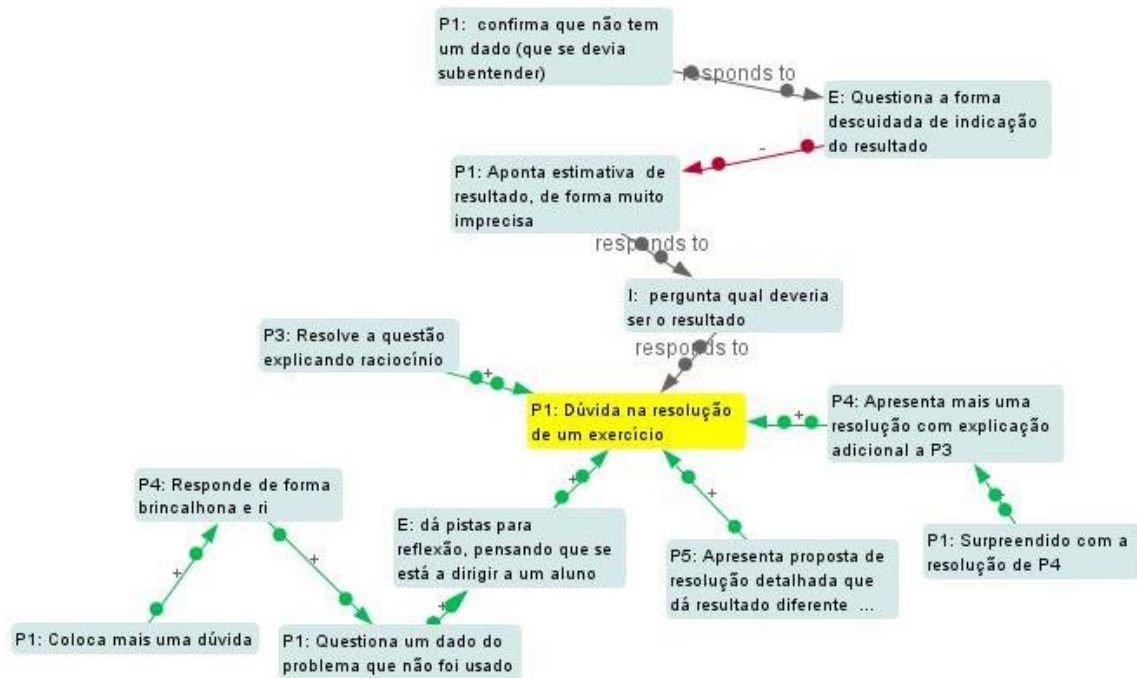 P1:  confirma que não tem
um dado (que se devia
subentender)
responds to
E: Questiona a forma
descuidada de indicação
do resultado
-
P1: Aponta estimativa  de
resultado, de forma muito
imprecisa
responds to
I:  pergunta qual deveria
ser o resultado
responds to
P3: Resolve a questão
explicando raciocínio
+
P1: Dúvida na resolução
de um exercício
+
P4: Apresenta mais uma
resolução com explicação
adicional a P3
P4: Responde de forma
brincalhona e ri
+
E: dá pistas para
reflexão, pensando que se
está a dirigir a um aluno
+
P5: Apresenta proposta de
resolução detalhada que
dá resultado diferente  ...
+
P1: Surpreendido com a
resolução de P4
+
P1: Coloca mais uma dúvida
+
P1: Questiona um dado do
problema que não foi usado
+
+